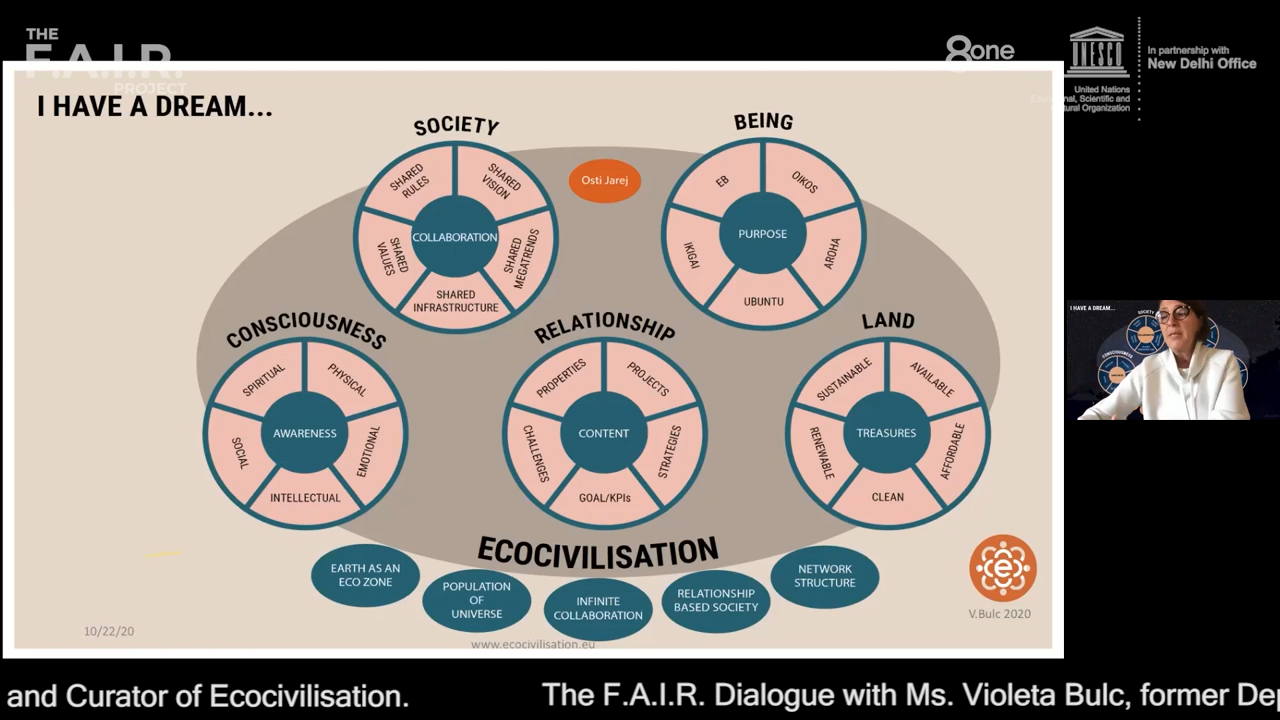 THE
F.A.I.R.
PROJECT
8one
UNESCO
In partnership with
New Delhi Office
United Nations
Educational, Scientific and
Cultural Organization
I HAVE A DREAM...
SOCIETY
SHARED
RULES
SHARED
VISION
SHARED
VALUES
SHARED
MEGATRENDS
SHARED
INFRASTRUCTURE
COLLABORATION
Osti Jarej
BEING
EB
OIKOS
IKIGAI
AROHA
UBUNTU
PURPOSE
CONSCIOUSNESS
SPIRITUAL
PHYSICAL
SOCIAL
EMOTIONAL
INTELLECTUAL
AWARENESS
RELATIONSHIP
PROPERTIES
PROJECTS
CHALLENGES
STRATEGIES
GOAL/KPIs
CONTENT
LAND
SUSTAINABLE
AVAILABLE
RENEWABLE
AFFORDABLE
CLEAN
TREASURES
ECOCIVILISATION
EARTH AS AN
ECO ZONE
POPULATION
OF
UNIVERSE
INFINITE
COLLABORATION
RELATIONSHIP
BASED SOCIETY
NETWORK
STRUCTURE
e
V.Bulc 2020
10/22/20
www.ecocivilisation.eu
I HAVE A DREAM...
SOCIETY
CONSCIOUSNESS
and Curator of Ecocivilisation.
The F.A.I.R. Dialogue with Ms. Violeta Bulc, former De